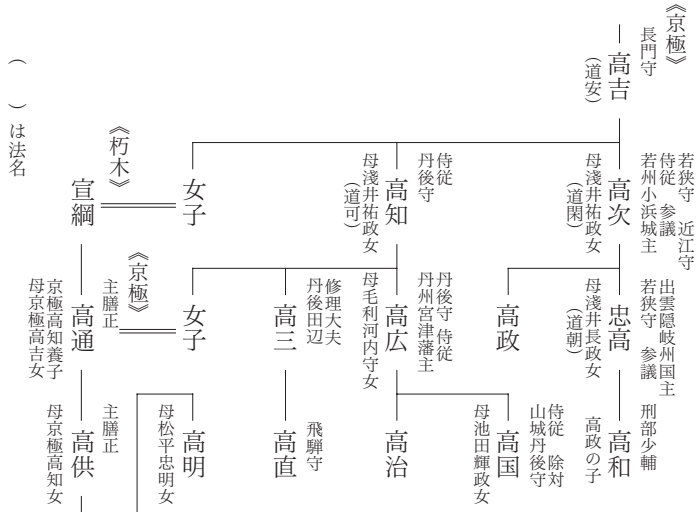 《京極》
長門守
高吉
(道安)
若狭守 近江守
侍従 参議
若州小浜城主
高次
母淺井祐政女
(道閑)
侍従
丹後守
高知
母淺井祐政女
(道可)
女子
《朽木》
宣綱
出雲隠岐州国主
若狭守 参議
忠高
母淺井長政女
(道朝)
高政
丹後守 侍従
丹州宮津藩主
高広
母毛利河内守女
修理大夫
丹後田辺
高三
女子
《京極》
主膳正
高通
京極高知養子
母京極高吉女
刑部少輔
高和
高政の子
侍従 除対
山城丹後守
高国
母池田輝政女
高治
飛騨守
高直
高明
母松平忠明女
主膳正
高供
母京極高知女
( )は法名